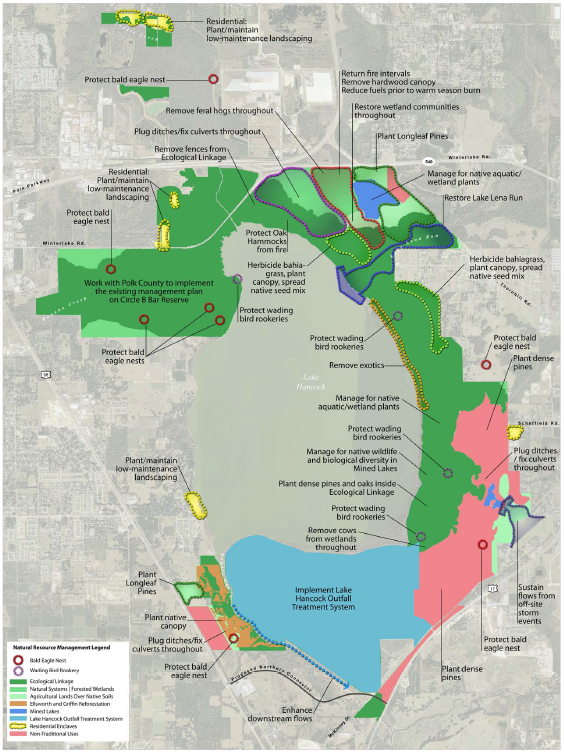 Residential:
Plant/maintain
low-maintenance landscaping
Protect bald eagle nest
Return fire intervals
Remove hardwood canopy
Reduce fuels prior to warm season burn
Remove feral hogs throughout
Restore wetland communities
throughout
Plug ditches/fix culverts throughout
Plant Longleaf Pines
Remove fences from
Ecological Linkage
540
Winterlake Rd.
Residential:
Plant/maintain
low-maintenance
landscaping
Manage for native aquatic/
wetland plants
Polk Parkway
Restore Lake Lena Run
Protect bald
eagle nest
Winterlake Rd.
Protect Oak
Hammocks
from fire
Herbicide bahia-
grass, plant
canopy, spread
native seed mix
Herbicide bahiagrass,
plant canopy, spread
native seed mix
Work with Polk County to implement
the existing management plan
on Circle B Bar Reserve
Thornhill Rd.
Protect wading
bird rookeries
Protect bald
eagle nests
Protect wading
bird rookeries
Protect bald
eagle nest
Plant dense
pines
Remove exotics
98
Lake
Hancock
Manage for native
aquatic/wetland plants
Scheffield Rd.
Protect wading
bird rookeries
Plug ditches
/ fix culverts
throughout
Plant/maintain
low-maintenance
landscaping
Manage for native wildlife
and biological diversity in
Mined Lakes
Plant dense pines and oaks inside
Ecological Linkage
Protect wading
bird rookeries
Remove cows
from wetlands
throughout
Plant
Longleaf
Pines
Implement Lake
Hancock Outfall
Treatment System
17
Sustain
flows from
off-site
storm
events
Plant native
canopy
Plug ditches/fix
culverts throughout
Protect bald
eagle nest
Protect bald
eagle nest
Plant dense
pines
Proposed Northern Connector
Enhance
downstream flows
McKinney Dr.
Natural Resource Management Legend
Bald Eagle Nest
Wading Bird Rookery
Ecological Linkage
Natural Systems | Forested Wetlands
Agricultural Lands Over Native Soils
Ellsworth and Griffin Reforestation
Mined Lakes
Lake Hancock Outfall Treatment System
Residential Enclaves
Non-Traditional Uses